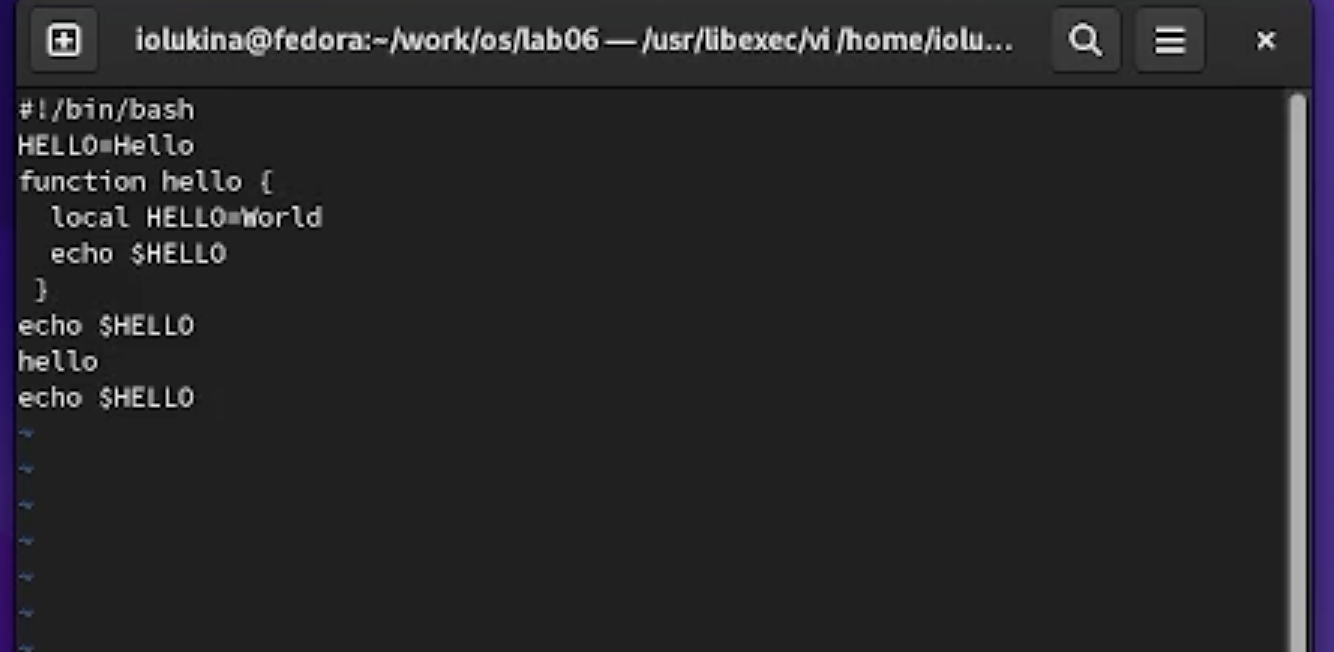 iolukina@fedora:~/work/os/lab06 — /usr/libexec/vi /home/iolu...
#!/bin/bash
HELLO=Hello
function hello {
  local HELLO=World
  echo $HELLO
 }
echo $HELLO
hello
echo $HELLO
~
~
~
~
~
~
~